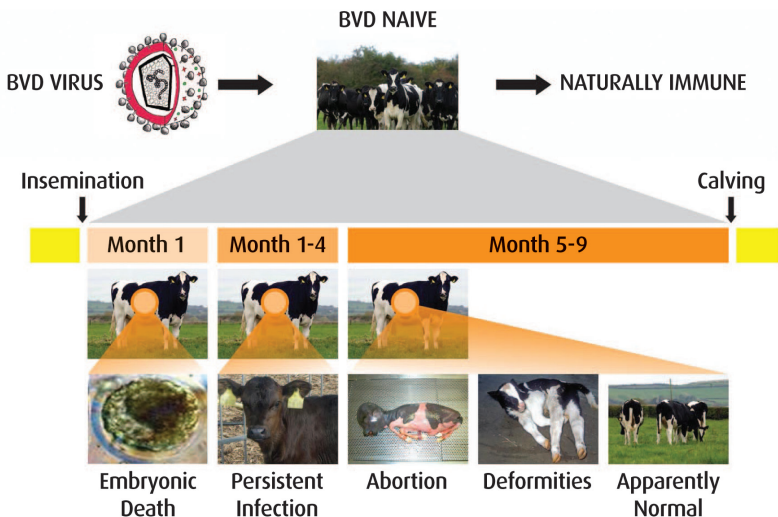 BVD NAIVE
BVD VIRUS
NATURALLY IMMUNE
Insemination
Calving
Month 1
Month 1-4
Month 5-9
Embryonic
Death
Persistent
Infection
Abortion
Deformities
Apparently
Normal